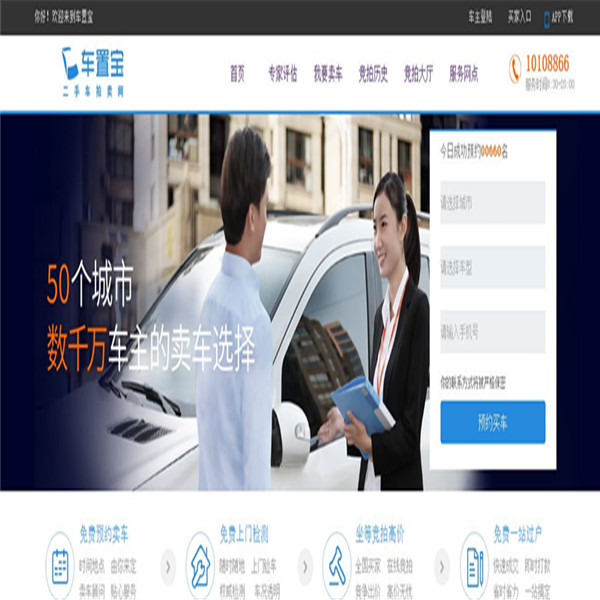 你好！欢迎来到车置宝
车主登陆 买家入口 APP下载
车置宝
二手车拍卖网
首页 专家评估 我要卖车 竞拍历史 竞拍大厅 服务网点
10108866
服务时间8:30-20:00
今日成功预约00660名
请选择城市
请选择车型
请输入手机号
你的联系方式将被严格保密
预约买车
50个城市
数千万车主的卖车选择
免费预约卖车
时间地点 由你来定
卖车顾问 贴心服务
免费上门检测
随时随地 上门验车
权威检测 车况透明
坐等竞拍高价
全国买家 在线竞拍
竞争出价 高价无忧
免费一站过户
快速成交 即时打款
省时省力 一站搞定